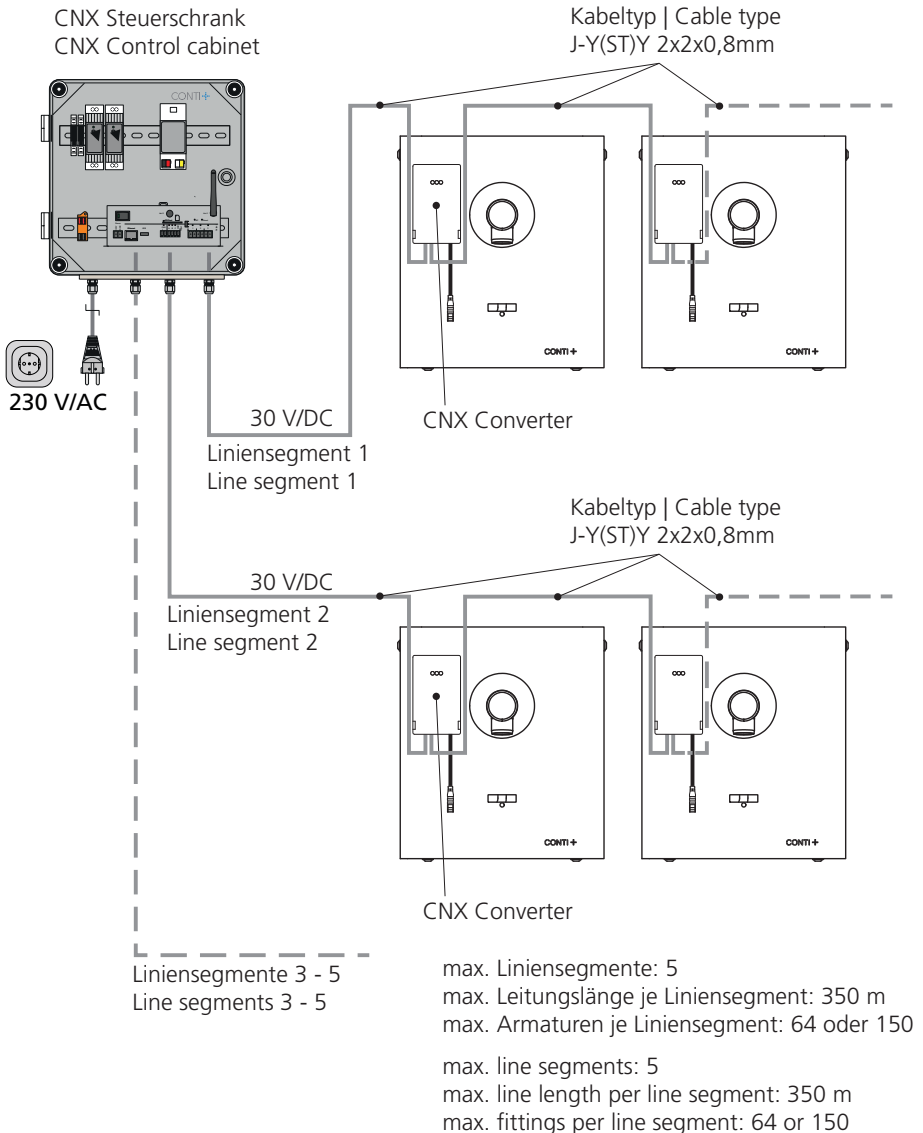 CNX Steuerschrank
CNX Control cabinet
Kabeltyp | Cable type
J-Y(ST)Y 2x2x0,8mm
CONTI+
CONTI+
CONTI+
230 V/AC
30 V/DC
CNX Converter
Liniensegment 1
Line segment 1
Kabeltyp | Cable type
J-Y(ST)Y 2x2x0,8mm
30 V/DC
Liniensegment 2
Line segment 2
CONTI+
CONTI+
CNX Converter
Liniensegmente 3 - 5
Line segments 3 - 5
max. Liniensegmente: 5
max. Leitungslänge je Liniensegment: 350 m
max. Armaturen je Liniensegment: 64 oder 150
max. line segments: 5
max. line length per line segment: 350 m
max. fittings per line segment: 64 or 150